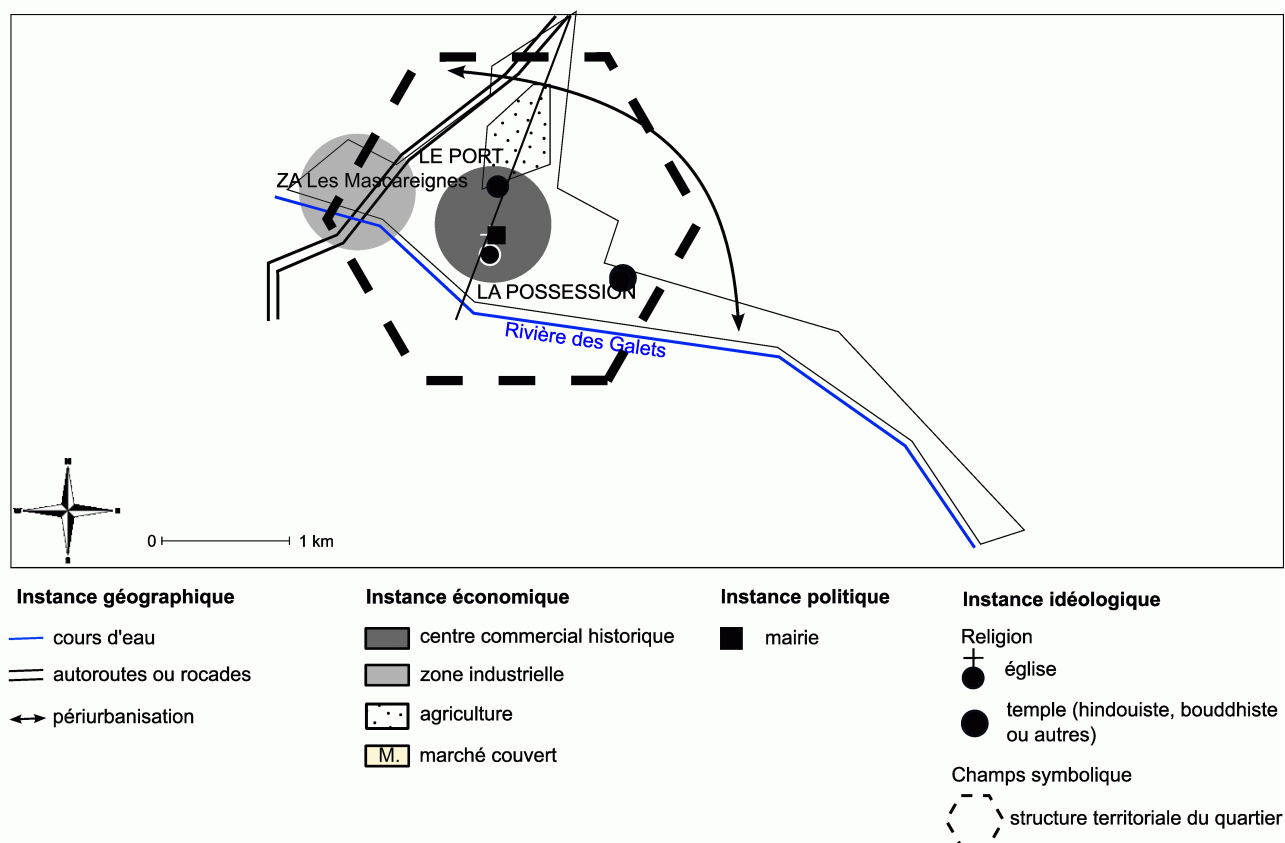 LE PORT
ZA Les Mascareignes
LA POSSESSION
Rivière des Galets
N
0 1 km
Instance géographique
cours d'eau
autoroutes ou rocades
périurbanisation
Instance économique
centre commercial historique
zone industrielle
agriculture
M. marché couvert
Instance politique
mairie
Instance idéologique
Religion
église
temple (hindouiste, bouddhiste
ou autres)
Champs symbolique
structure territoriale du quartier